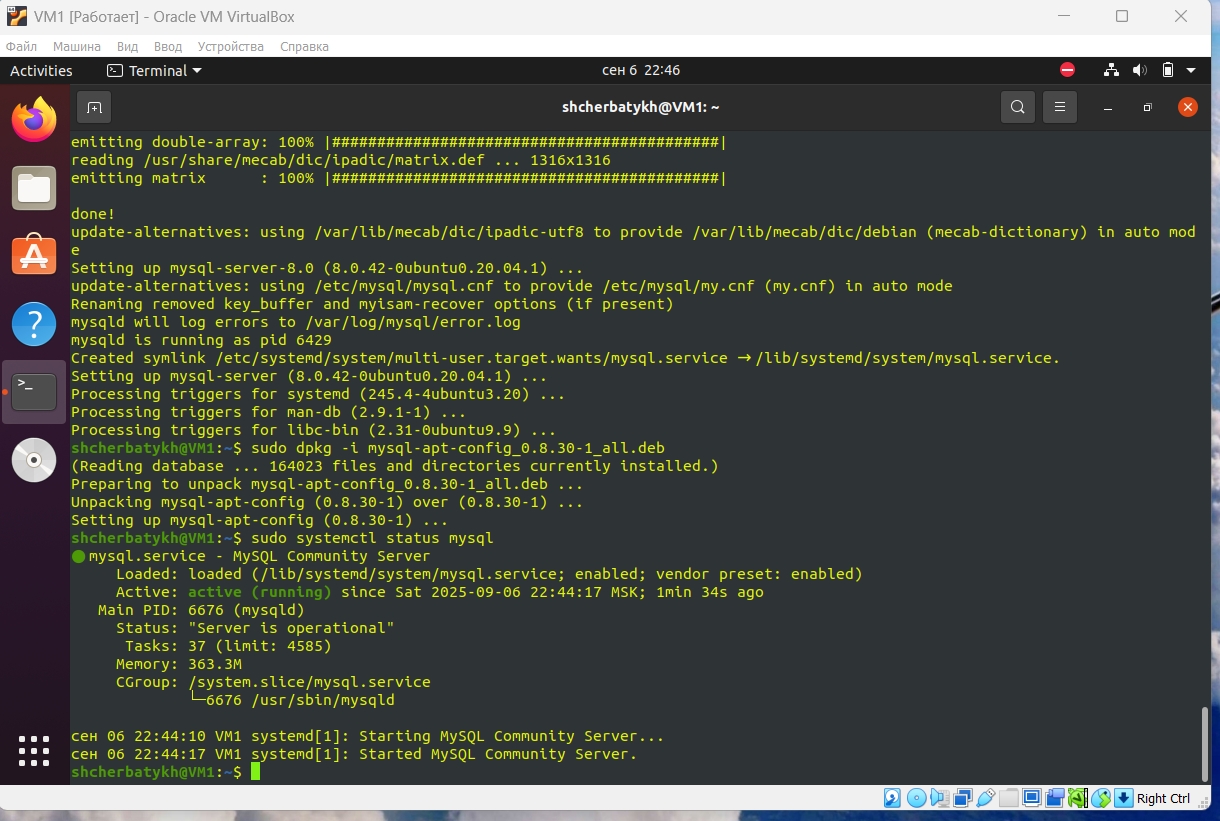 VM1 [Работает] - Oracle VM VirtualBox
Файл Машина Вид Ввод Устройства Справка
Activities Terminal сен 6 22:46
shcherbatykh@VM1: ~
emitting double-array: 100% |###########################################|
reading /usr/share/mecab/dic/ipadic/matrix.def ... 1316x1316
emitting matrix      : 100% |###########################################|
done!
update-alternatives: using /var/lib/mecab/dic/ipadic-utf8 to provide /var/lib/mecab/dic/debian (mecab-dictionary) in auto mod
e
Setting up mysql-server-8.0 (8.0.42-0ubuntu0.20.04.1) ...
update-alternatives: using /etc/mysql/mysql.cnf to provide /etc/mysql/my.cnf (my.cnf) in auto mode
Renaming removed key_buffer and myisam-recover options (if present)
mysqld will log errors to /var/log/mysql/error.log
mysqld is running as pid 6429
Created symlink /etc/systemd/system/multi-user.target.wants/mysql.service → /lib/systemd/system/mysql.service.
Setting up mysql-server (8.0.42-0ubuntu0.20.04.1) ...
Processing triggers for systemd (245.4-4ubuntu3.20) ...
Processing triggers for man-db (2.9.1-1) ...
Processing triggers for libc-bin (2.31-0ubuntu9.9) ...
shcherbatykh@VM1:~$ sudo dpkg -i mysql-apt-config_0.8.30-1_all.deb
(Reading database ... 164023 files and directories currently installed.)
Preparing to unpack mysql-apt-config_0.8.30-1_all.deb ...
Unpacking mysql-apt-config (0.8.30-1) over (0.8.30-1) ...
Setting up mysql-apt-config (0.8.30-1) ...
shcherbatykh@VM1:~$ sudo systemctl status mysql
● mysql.service - MySQL Community Server
     Loaded: loaded (/lib/systemd/system/mysql.service; enabled; vendor preset: enabled)
     Active: active (running) since Sat 2025-09-06 22:44:17 MSK; 1min 34s ago
   Main PID: 6676 (mysqld)
     Status: "Server is operational"
      Tasks: 37 (limit: 4585)
     Memory: 363.3M
     CGroup: /system.slice/mysql.service
             └─6676 /usr/sbin/mysqld
сен 06 22:44:10 VM1 systemd[1]: Starting MySQL Community Server...
сен 06 22:44:17 VM1 systemd[1]: Started MySQL Community Server.
shcherbatykh@VM1:~$
Right Ctrl